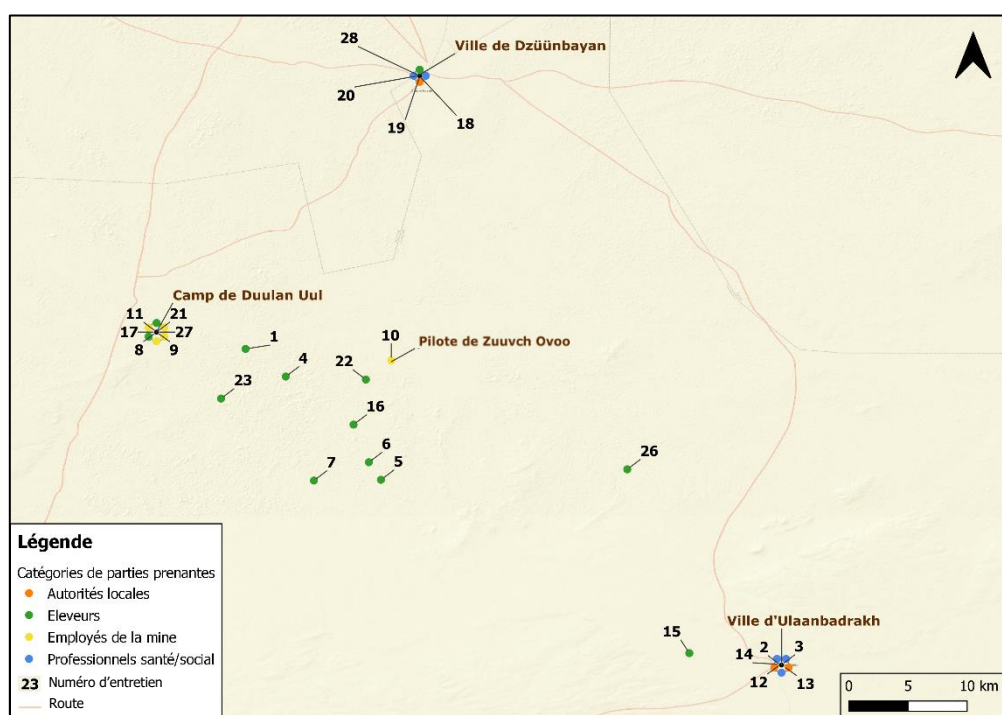 28
Ville de Dzüünbayan
20
19
18
Camp de Duulan Uul
11
21
17
27
8
9
1
4
23
22
10
Pilote de Zuuvch Ovoo
16
6
7
5
26
Ville d'Ulaanbadrakh
15
14
2
3
12
13
Légende
Catégories de parties prenantes
Autorités locales
Eleveurs
Employés de la mine
Professionnels santé/social
23 Numéro d'entretien
Route
0 5 10 km